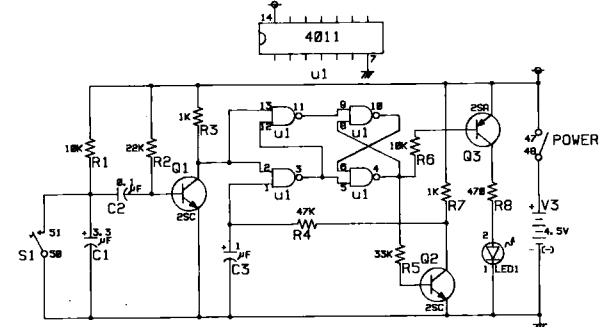 14
4011
7
u1
1K
R3
13
12
11
u1
9
8
10
u1
10K
R1
22K
R2
Q1
2SC
0.1 µF
C2
2
1
3
u1
6
5
4
u1
10K
R6
2SA
Q3
47
48
POWER
1K
R7
470
R8
47K
R4
51
50
S1
+ 3.3 µF
C1
+ 1 µF
C3
33K
R5
Q2
2SC
2
1
LED1
+
V3
4.5V
(-)